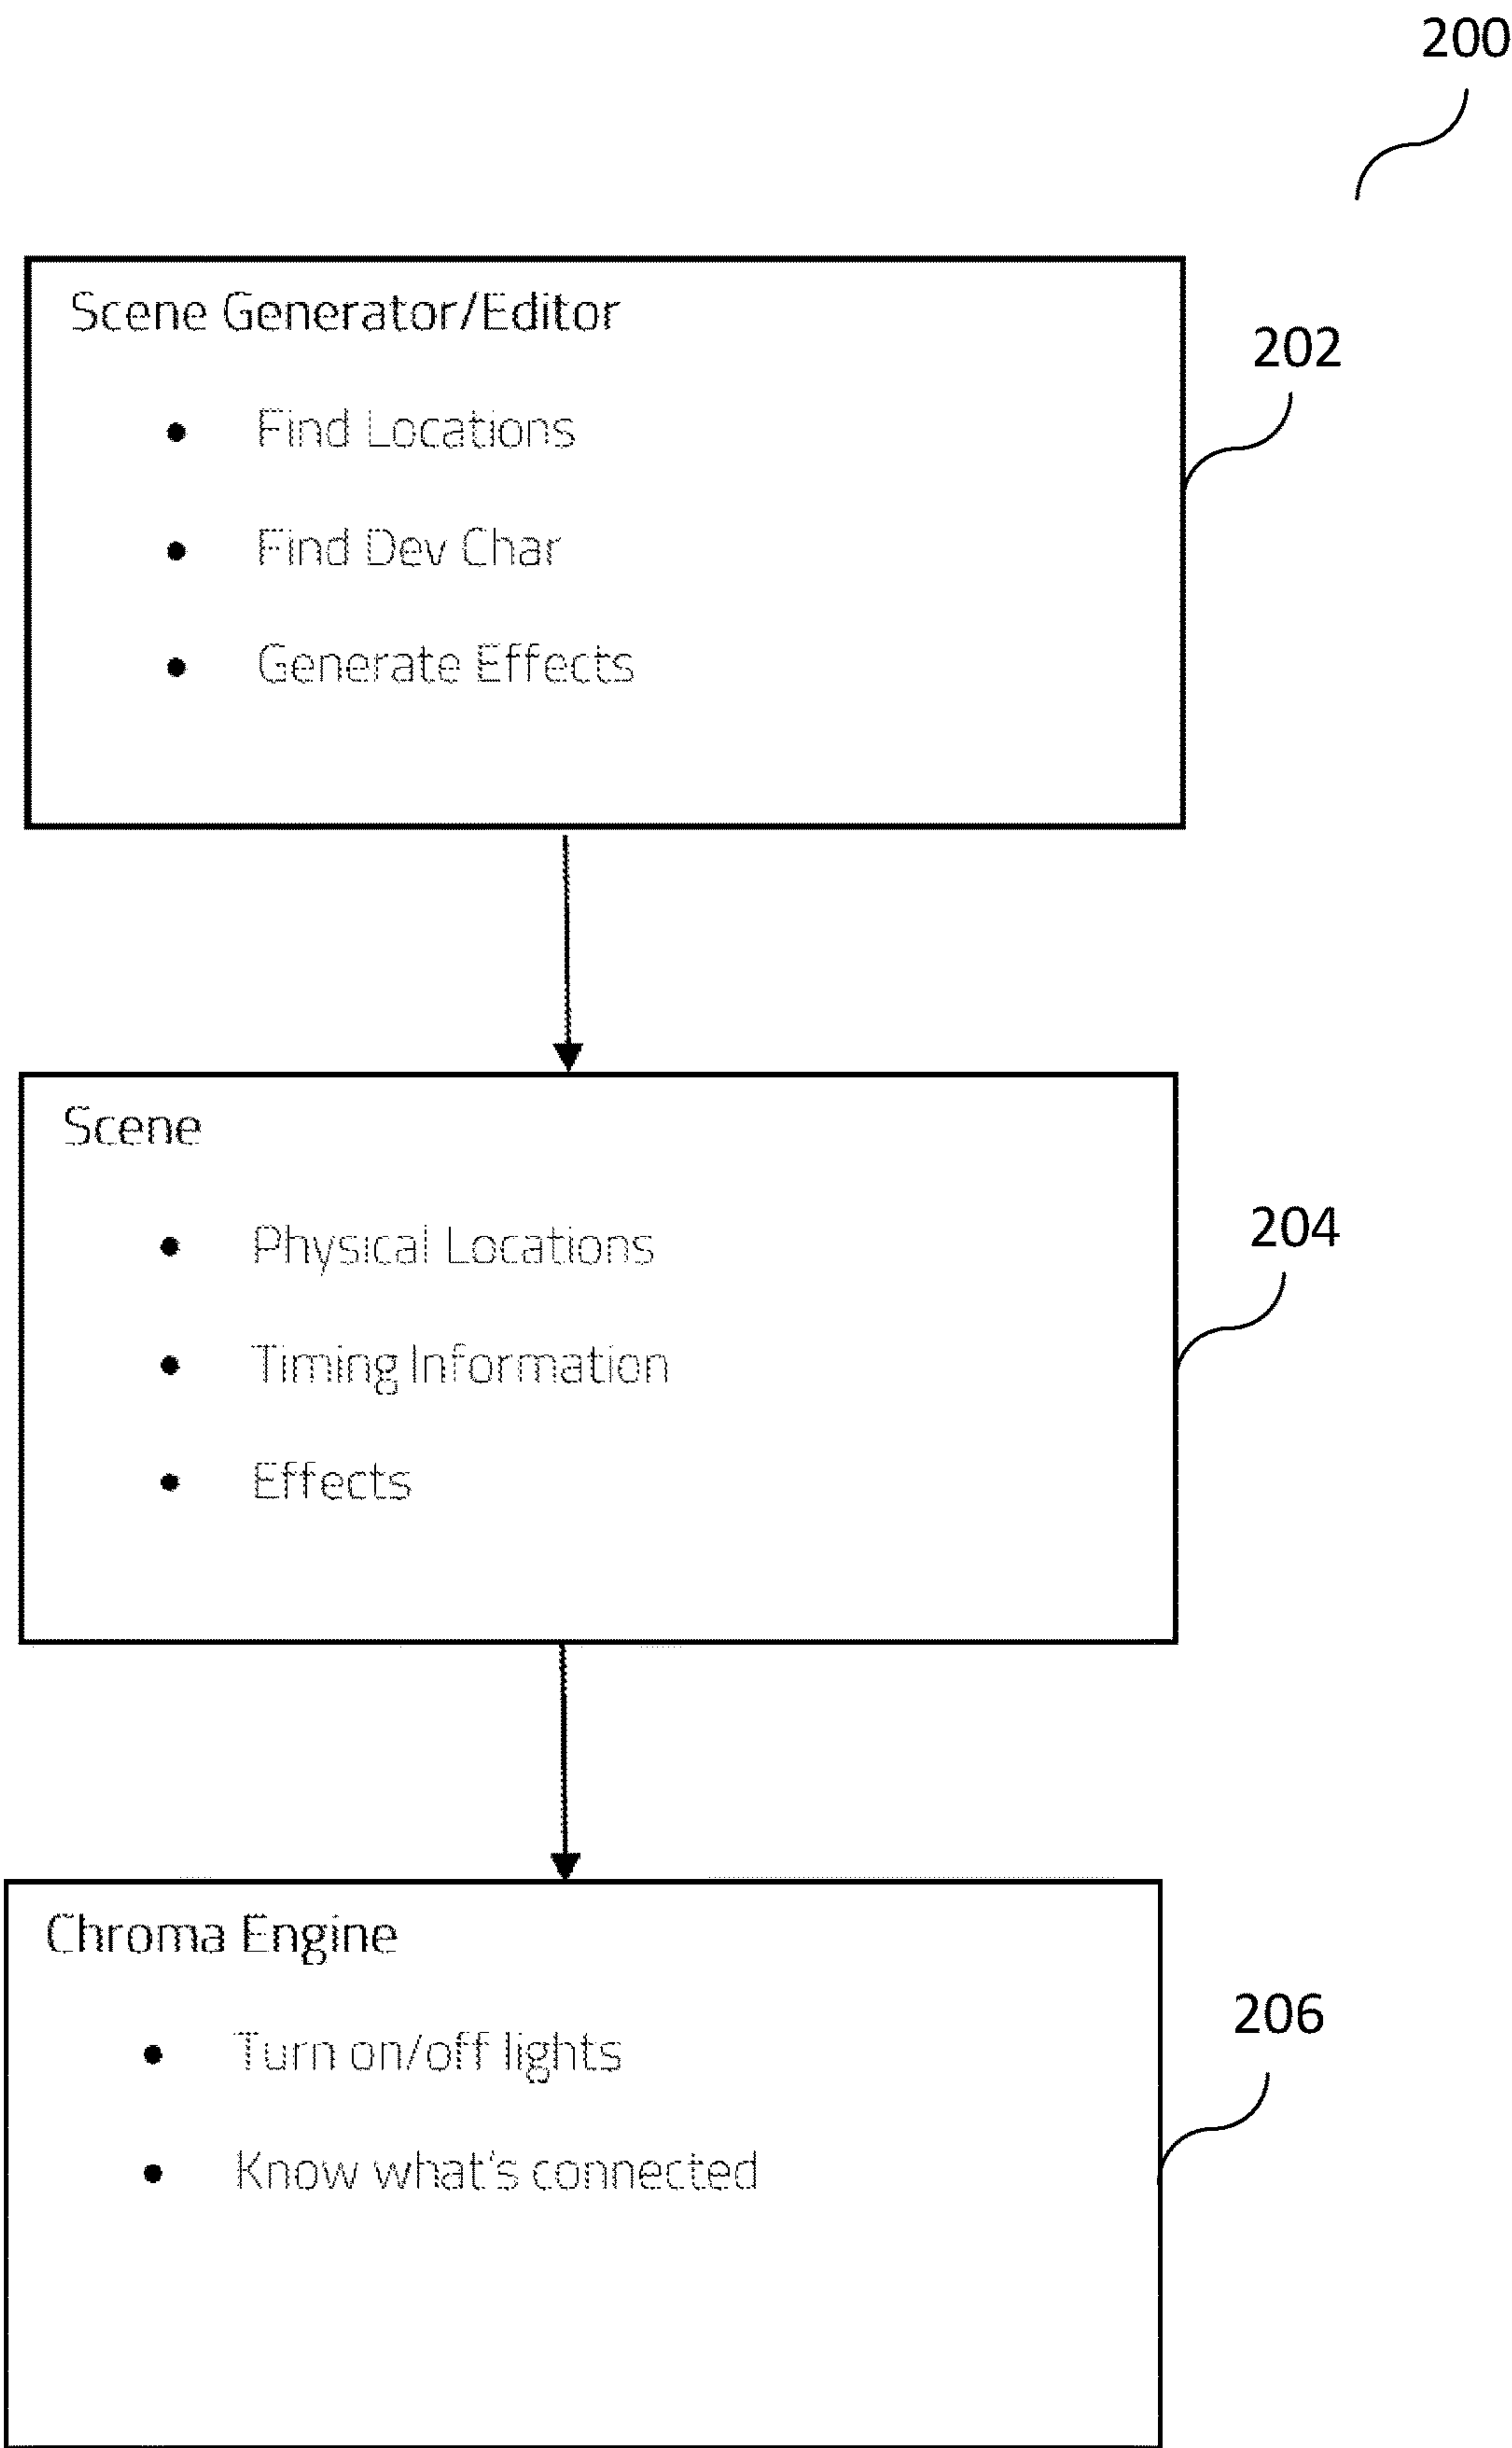 200
Scene Generator/Editor
202
• Find Locations
• Find Dev Char
• Generate Effects
Scene
204
• Physical Locations
• Timing Information
• Effects
Chroma Engine
206
• Turn on/off lights
• Know what's connected